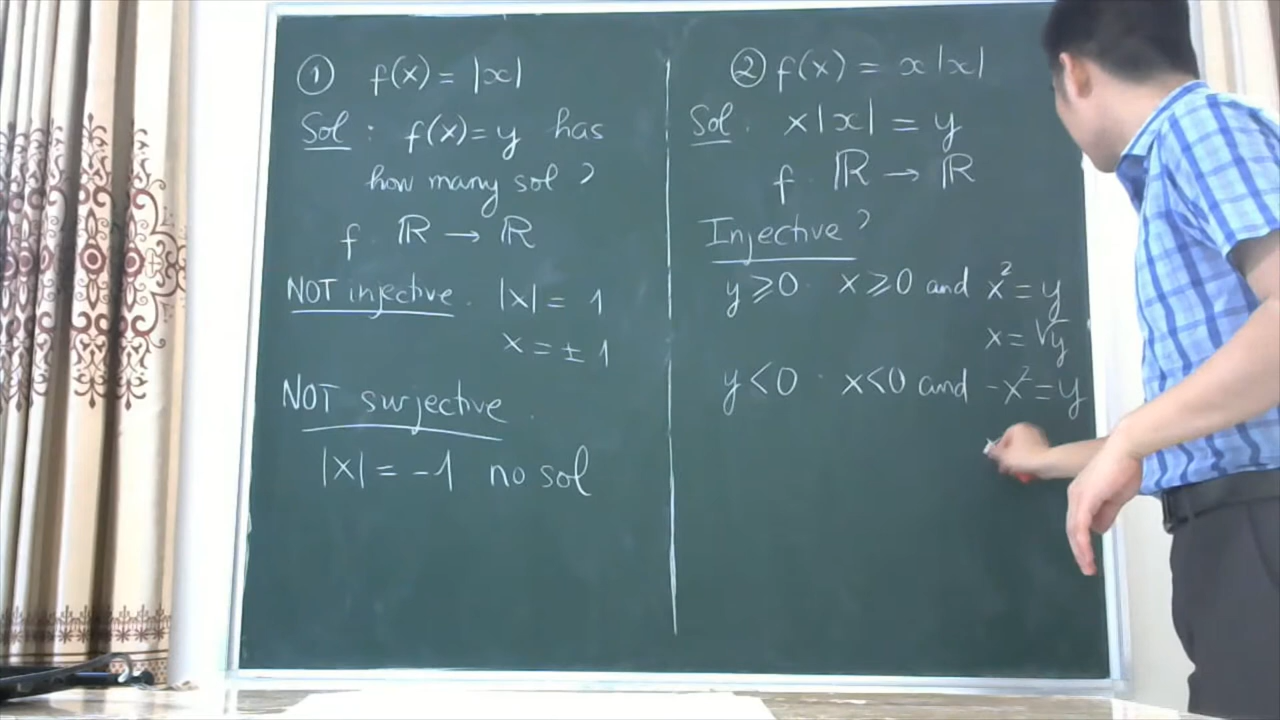 ① f(x) = |x|
Sol : f(x) = y has
how many sol ?
f. ℝ → ℝ
NOT injective. |x| = 1
x = ± 1
NOT surjective.
|x| = -1 no sol
② f(x) = x|x|
Sol. x|x| = y
f. ℝ → ℝ
Injective?
y ⩾ 0. x ⩾ 0 and x² = y
x = √y
y < 0. x < 0 and -x² = y